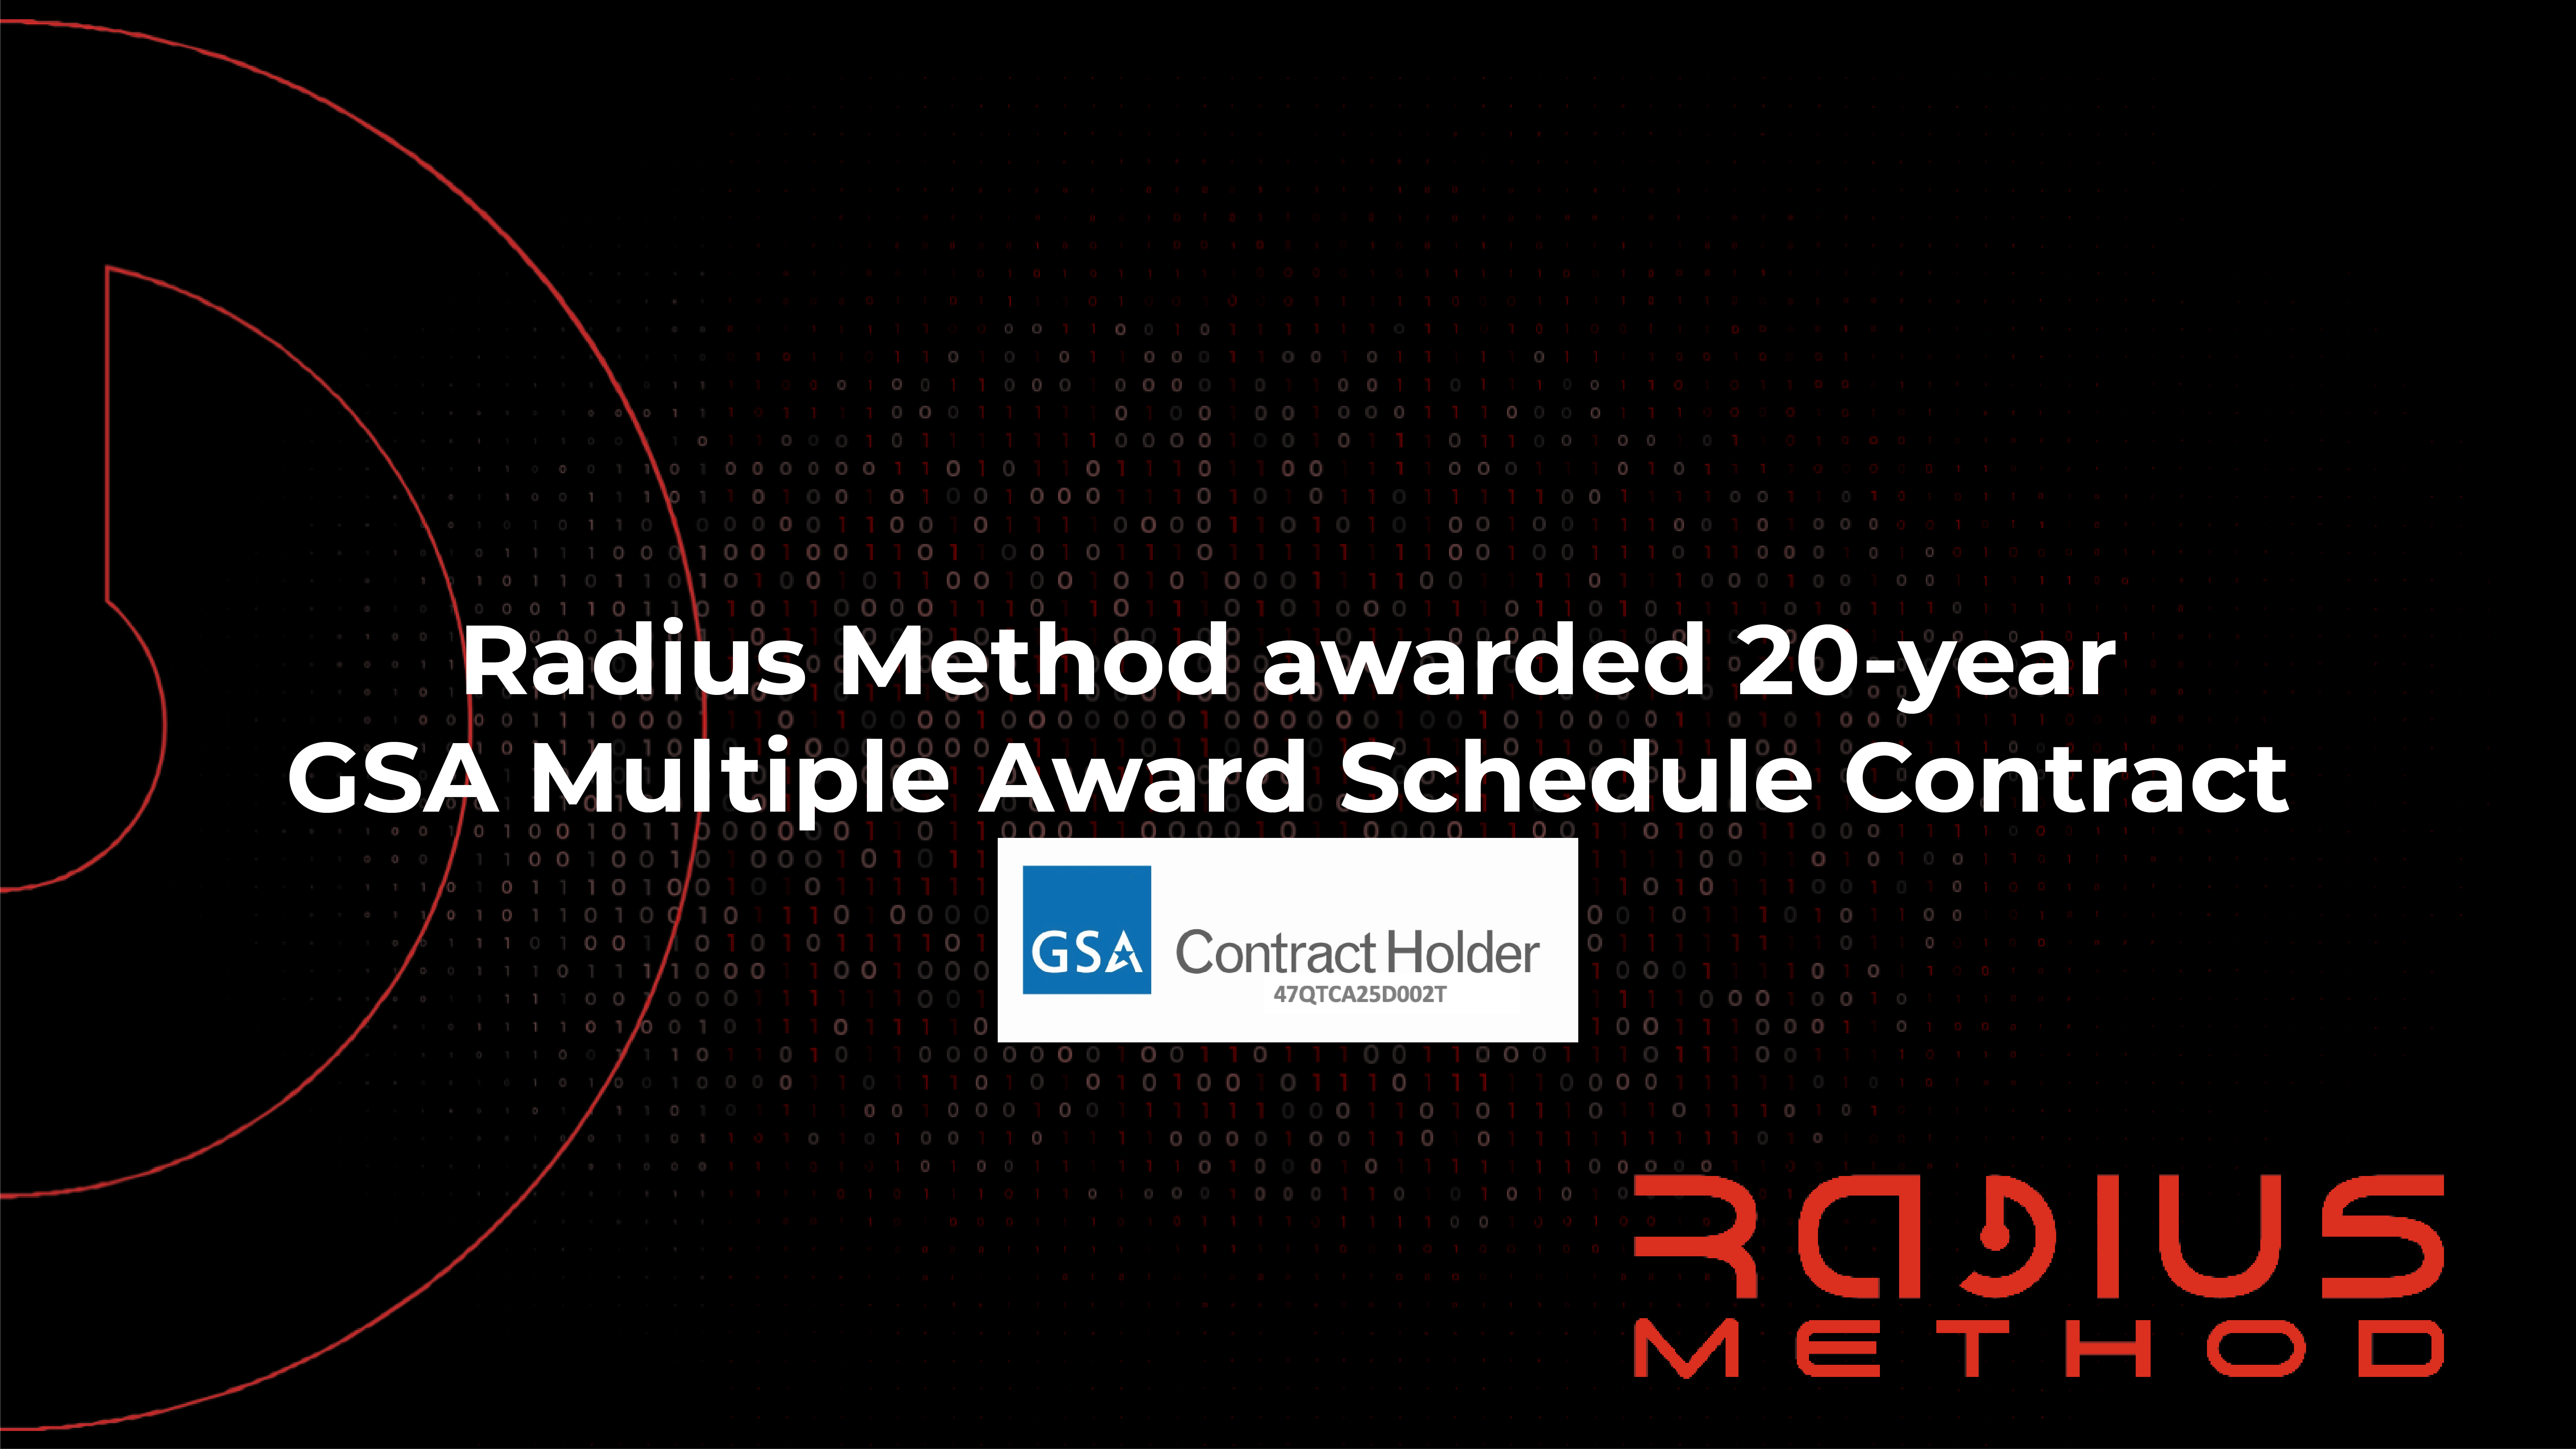 Radius Method awarded 20-year
GSA Multiple Award Schedule Contract
GSA Contract Holder
47QTCA25D002T
RADIUS
METHOD